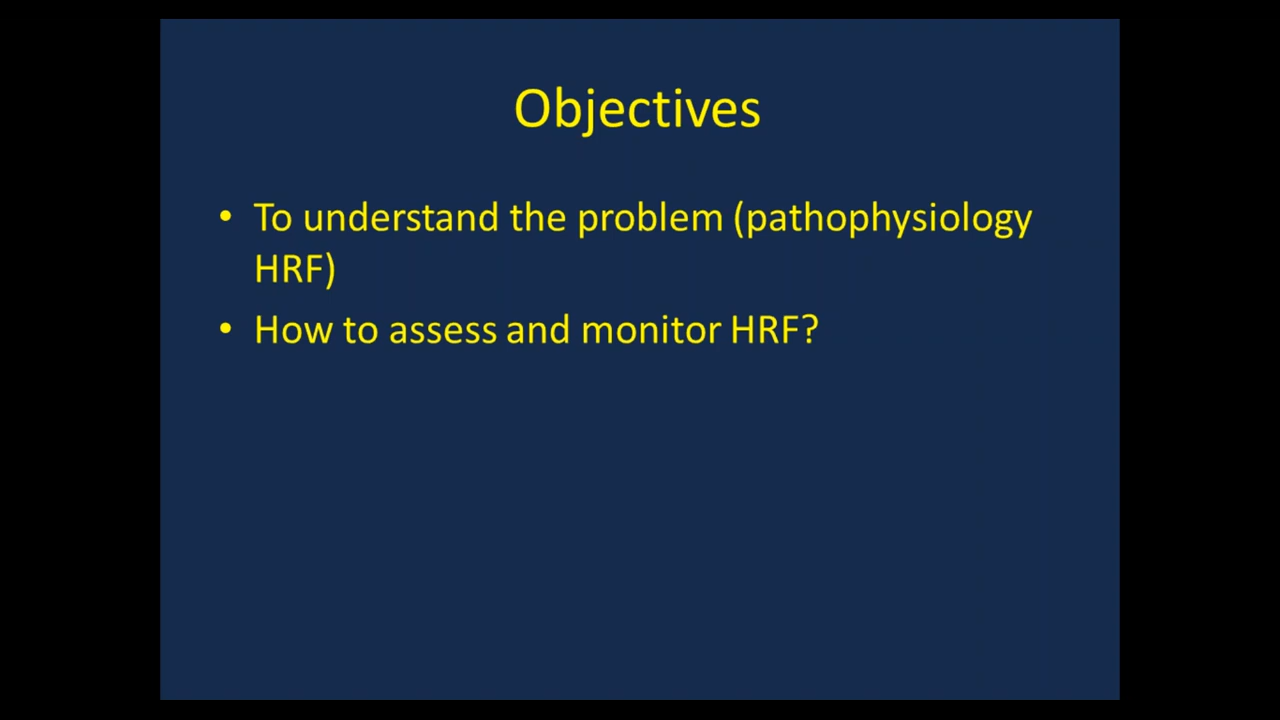 Objectives
• To understand the problem (pathophysiology
HRF)
• How to assess and monitor HRF?